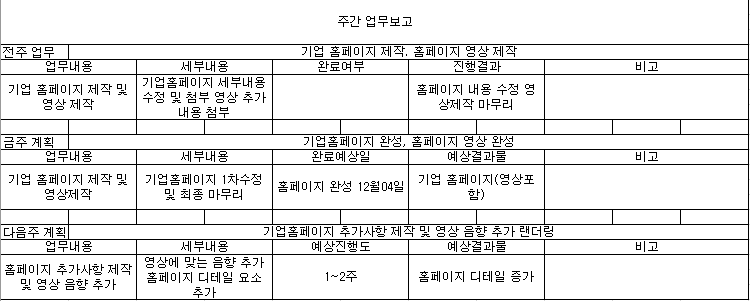 주간 업무보고
전주 업무 기업 홈페이지 제작, 홈페이지 영상 제작
업무내용 세부내용 완료여부 진행결과 비고
기업 홈페이지 제작 및
영상 제작
기업홈페이지 세부내용
수정 및 첨부 영상 추가
내용 첨부
홈페이지 내용 수정 영
상제작 마무리
금주 계획 기업홈페이지 완성, 홈페이지 영상 완성
업무내용 세부내용 완료예상일 예상결과물 비고
기업 홈페이지 제작 및
영상제작
기업홈페이지 1차수정
및 최종 마무리
홈페이지 완성 12월04일
기업 홈페이지(영상포
함)
다음주 계획 기업홈페이지 추가사항 제작 및 영상 음향 추가 랜더링
업무내용 세부내용 예상진행도 예상결과물 비고
홈페이지 추가사항 제작
및 영상 음향 추가
영상에 맞는 음향 추가
홈페이지 디테일 요소
추가
1~2주
홈페이지 디테일 증가